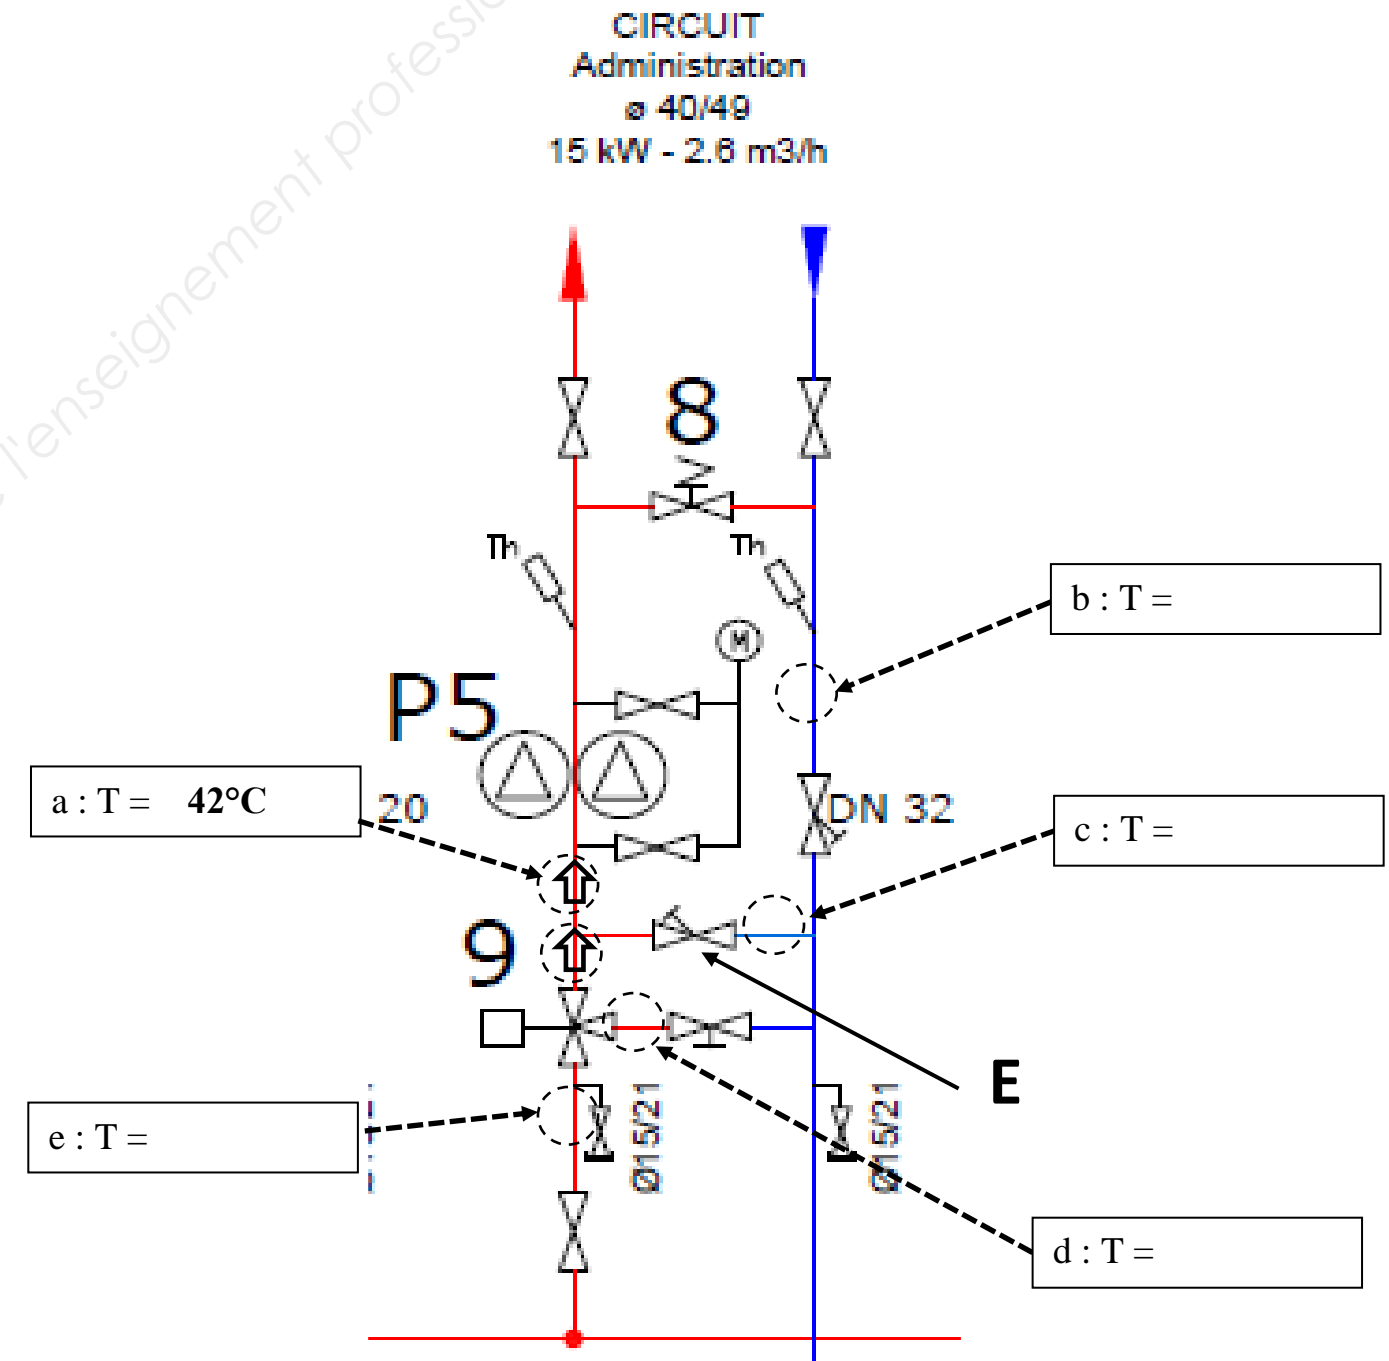 l'enseignement professi
CIRCUIT
Administration
ø 40/49
15 kW - 2.6 m3/h
8
Th
Th
M
b : T =
P5
a : T = 42°C
20
DN 32
c : T =
9
E
e : T =
Ø15/21
Ø15/21
d : T =